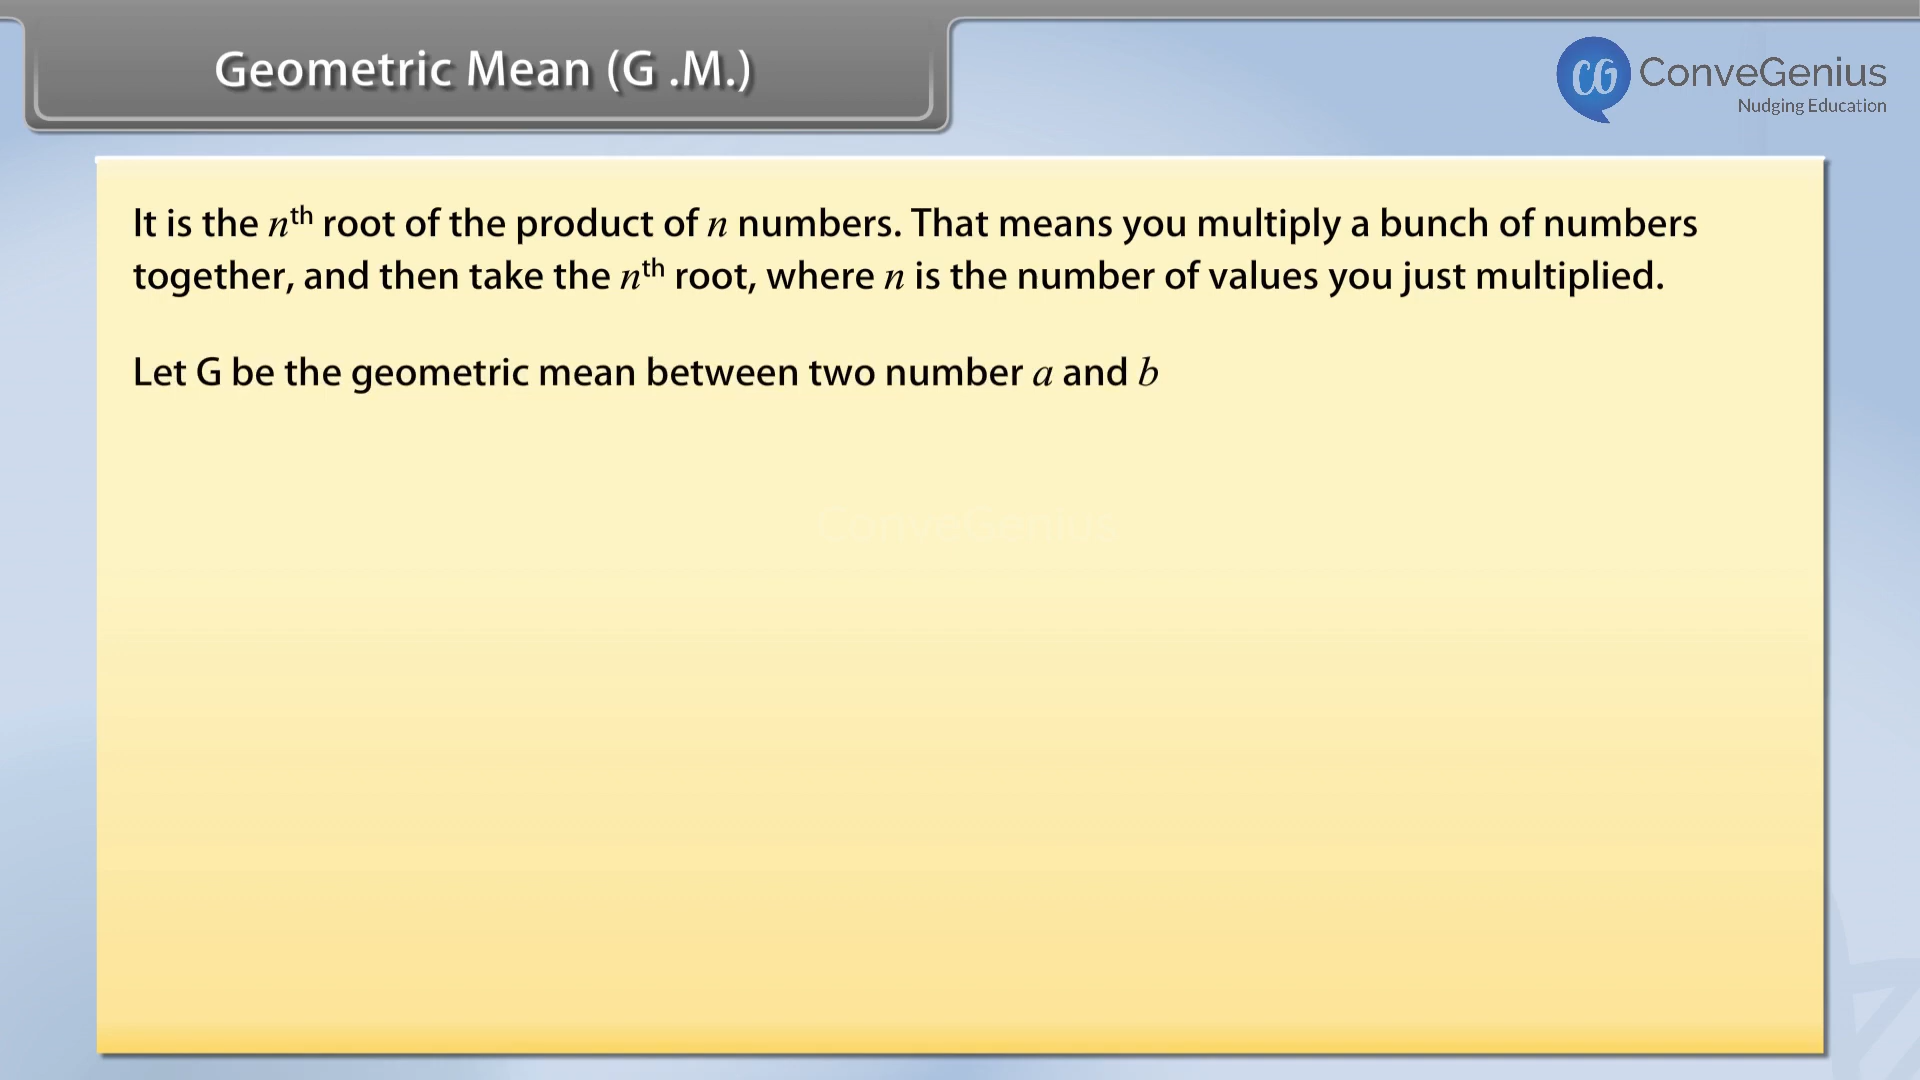 Geometric Mean (G .M.)
CG ConveGenius
Nudging Education
It is the nth root of the product of n numbers. That means you multiply a bunch of numbers
together, and then take the nth root, where n is the number of values you just multiplied.
Let G be the geometric mean between two number a and b
ConveGenius